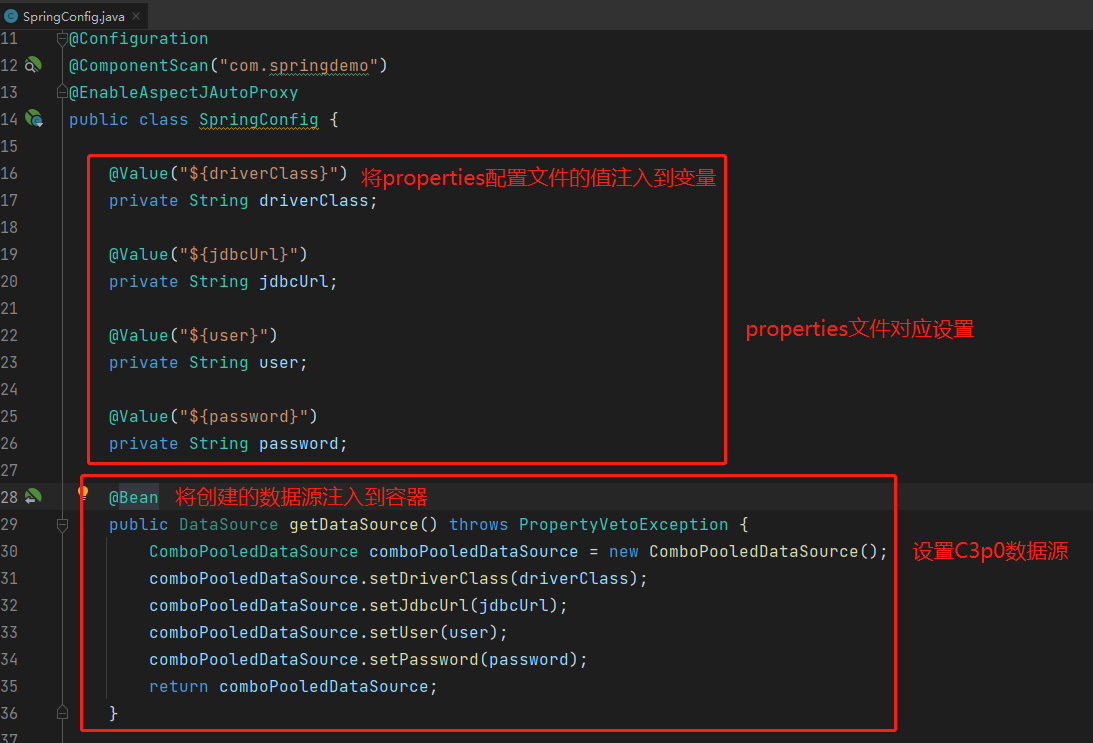 SpringConfig.java
11 @Configuration
12 @ComponentScan("com.springdemo")
13 @EnableAspectJAutoProxy
14 public class SpringConfig {
15
16 @Value("${driverClass}") 将properties配置文件的值注入到变量
17 private String driverClass;
18
19 @Value("${jdbcUrl}")
20 private String jdbcUrl;
21
22 @Value("${user}")
properties文件对应设置
23 private String user;
24
25 @Value("${password}")
26 private String password;
27
28 @Bean 将创建的数据源注入到容器
29 public DataSource getDataSource() throws PropertyVetoException {
30 ComboPooledDataSource comboPooledDataSource = new ComboPooledDataSource(); 设置C3p0数据源
31 comboPooledDataSource.setDriverClass(driverClass);
32 comboPooledDataSource.setJdbcUrl(jdbcUrl);
33 comboPooledDataSource.setUser(user);
34 comboPooledDataSource.setPassword(password);
35 return comboPooledDataSource;
36 }
37